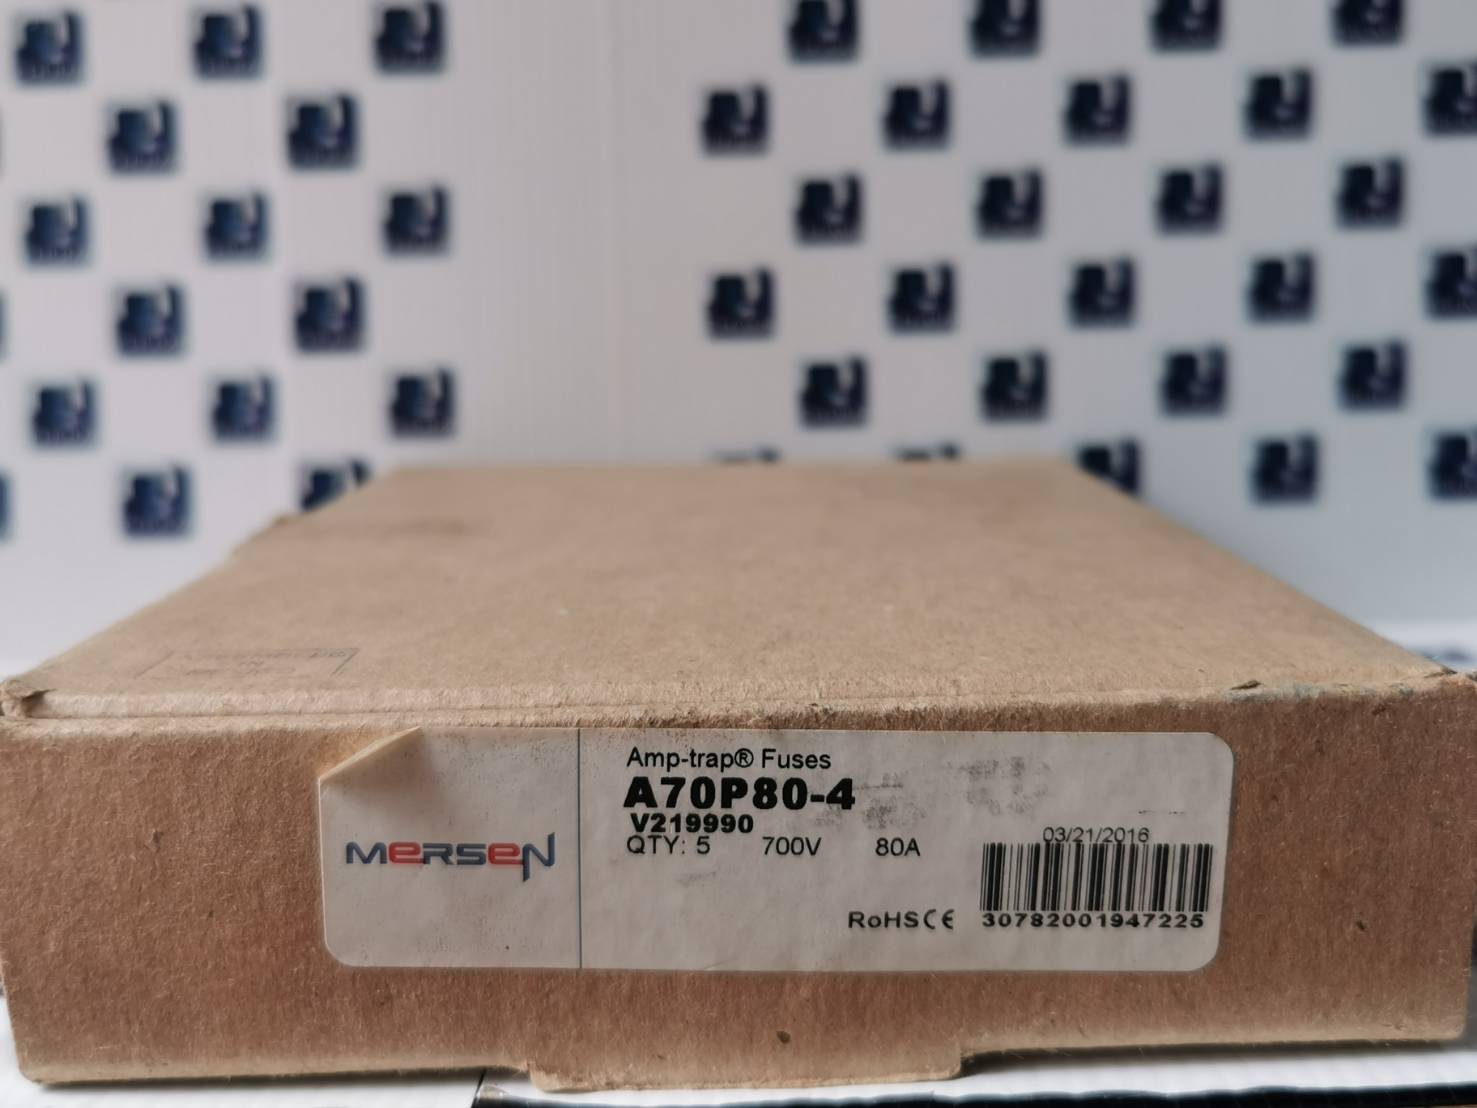 Amp-trap® Fuses
A70P80-4
V219990
QTY: 5 700V 80A
MERSEN
03/21/2016
RoHS CE 30782001947225